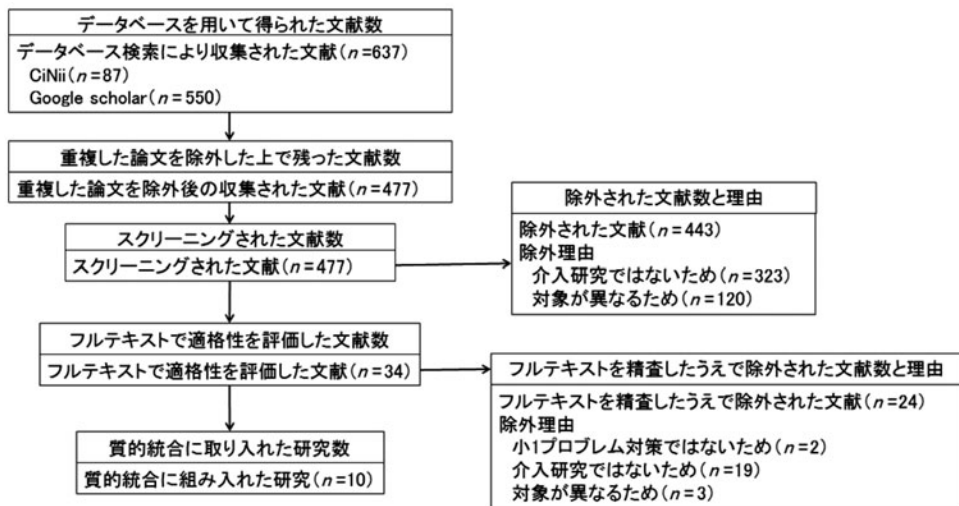 データベースを用いて得られた文献数
データベース検索により収集された文献(n=637)
CiNii(n=87)
Google scholar(n=550)
重複した論文を除外した上で残った文献数
重複した論文を除外後の収集された文献(n=477)
スクリーニングされた文献数
スクリーニングされた文献(n=477)
除外された文献数と理由
除外された文献(n=443)
除外理由
介入研究ではないため(n=323)
対象が異なるため(n=120)
フルテキストで適格性を評価した文献数
フルテキストで適格性を評価した文献(n=34)
フルテキストを精査したうえで除外された文献数と理由
フルテキストを精査したうえで除外された文献(n=24)
除外理由
小1プロブレム対策ではないため(n=2)
介入研究ではないため(n=19)
対象が異なるため(n=3)
質的統合に取り入れた研究数
質的統合に組み入れた研究(n=10)